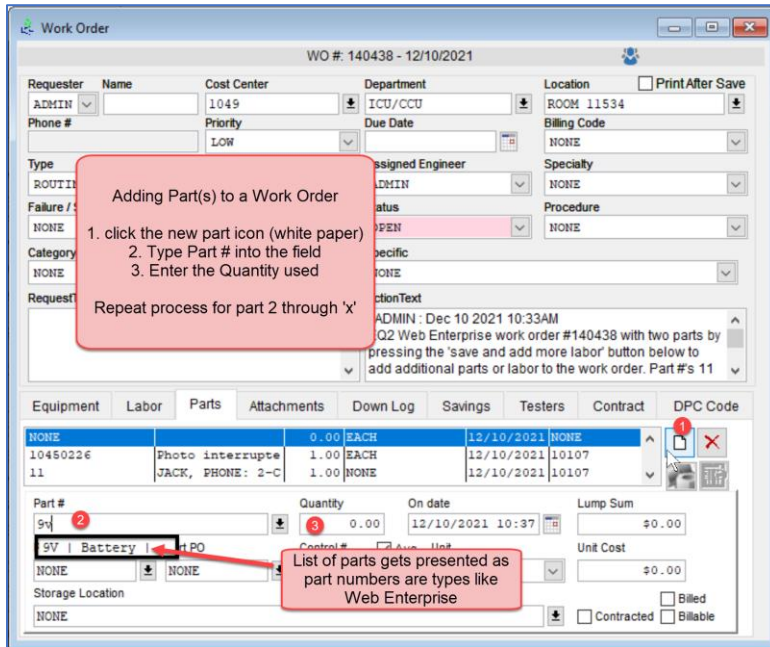 Work Order
WO #: 140438 - 12/10/2021
Requester Name Cost Center Department Location Print After Save
ADMIN 1049 ICU/CCU ROOM 11534
Phone # Priority Due Date Billing Code
LOW NONE
Type Assigned Engineer Specialty
ROUTIN ADMIN NONE
Failure / Status Procedure
NONE OPEN NONE
Category Specific
NONE NONE
RequestT ActionText
Adding Part(s) to a Work Order
1. click the new part icon (white paper)
2. Type Part # into the field
3. Enter the Quantity used
Repeat process for part 2 through 'x'
ADMIN : Dec 10 2021 10:33AM
EQ2 Web Enterprise work order #140438 with two parts by
pressing the 'save and add more labor' button below to
add additional parts or labor to the work order. Part #'s 11
Equipment Labor Parts Attachments Down Log Savings Testers Contract DPC Code
NONE 0.00 EACH 12/10/2021 NONE
10450226 Photo interrupte 1.00 EACH 12/10/2021 10107
11 JACK, PHONE: 2-C 1.00 NONE 12/10/2021 10107
1
Part # Quantity On date Lump Sum
9v 2 3 0.00 12/10/2021 10:37 $0.00
9V | Battery | rt PO Control # Avg Unit Unit Cost
NONE NONE $0.00
List of parts gets presented as
part numbers are types like
Web Enterprise
Storage Location Billed
NONE Contracted Billable